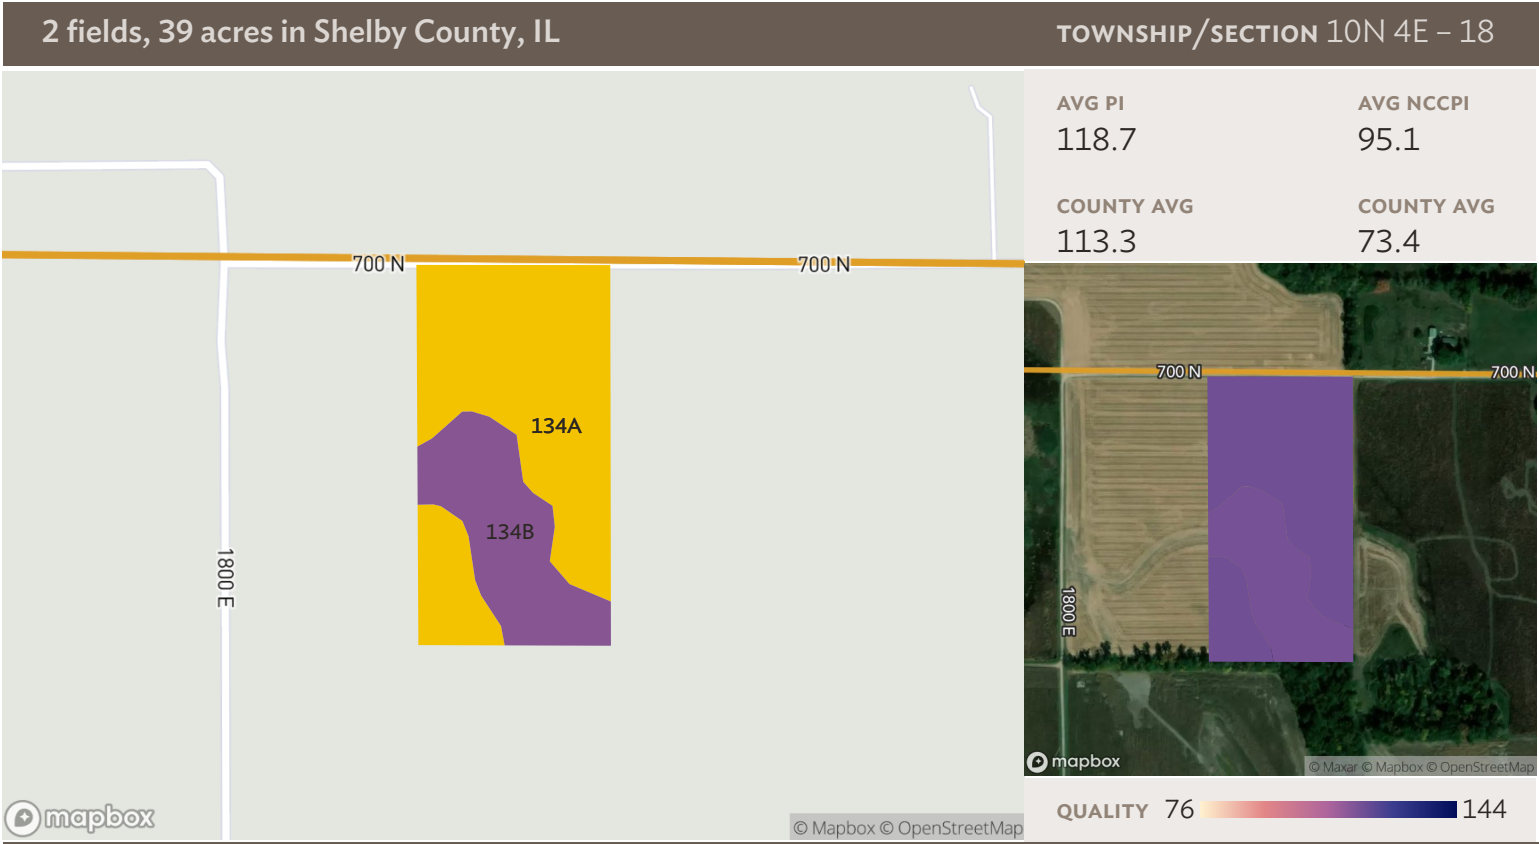 2 fields, 39 acres in Shelby County, IL
TOWNSHIP/SECTION 10N 4E – 18
AVG PI
118.7
AVG NCCPI
95.1
COUNTY AVG
113.3
COUNTY AVG
73.4
700 N
700 N
134A
134B
1800 E
mapbox
© Mapbox © OpenStreetMap
700 N
700 N
1800 E
mapbox
© Maxar © Mapbox © OpenStreetMap
QUALITY 76 144